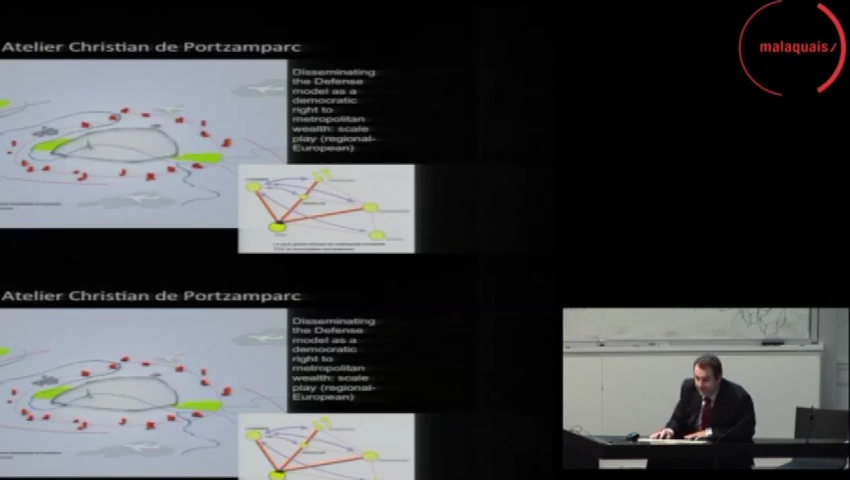 malaquais/
Atelier Christian de Portzamparc
Disseminating
the Defense
model as a
democratic
right to
metropolitan
wealth: scale
play (regional-
European)
Atelier Christian de Portzamparc
Disseminating
the Defense
model as a
democratic
right to
metropolitan
wealth: scale
play (regional-
European)